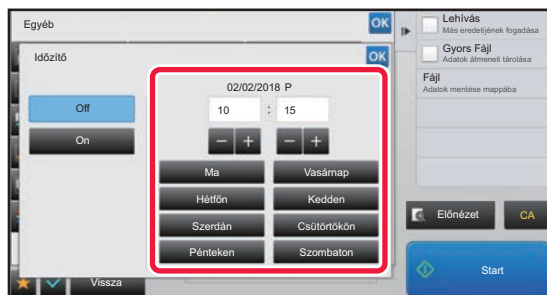 Egyéb
OK
Időzítő
OK
02/02/2018 P
Off
10 : 15
On
Ma
Vasárnap
Hétfőn
Kedden
Szerdán
Csütörtökön
Pénteken
Szombaton
Vissza
Lehívás
Más eredetijének fogadása
Gyors Fájl
Adatok átmeneti tárolása
Fájl
Adatok mentése mappába
Előnézet
CA
Start